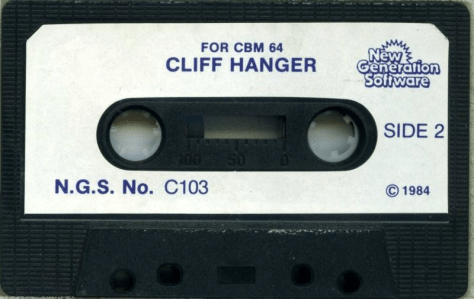 FOR CBM 64
CLIFF HANGER
New
Generation
Software
SIDE 2
100 50 0
N.G.S. No. C103
© 1984